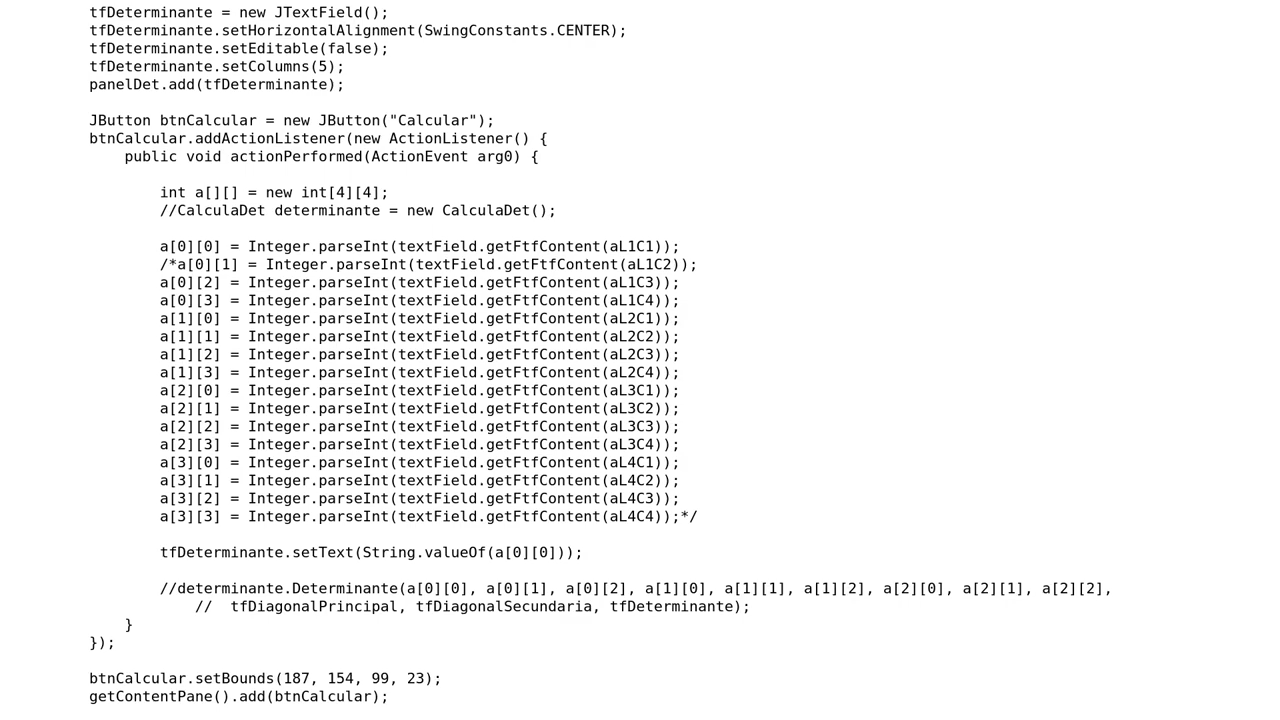 tfDeterminante = new JTextField();
tfDeterminante.setHorizontalAlignment(SwingConstants.CENTER);
tfDeterminante.setEditable(false);
tfDeterminante.setColumns(5);
panelDet.add(tfDeterminante);
JButton btnCalcular = new JButton("Calcular");
btnCalcular.addActionListener(new ActionListener() {
public void actionPerformed(ActionEvent arg0) {
int a[][] = new int[4][4];
//CalculaDet determinante = new CalculaDet();
a[0][0] = Integer.parseInt(textField.getFtfContent(aL1C1));
/*a[0][1] = Integer.parseInt(textField.getFtfContent(aL1C2));
a[0][2] = Integer.parseInt(textField.getFtfContent(aL1C3));
a[0][3] = Integer.parseInt(textField.getFtfContent(aL1C4));
a[1][0] = Integer.parseInt(textField.getFtfContent(aL2C1));
a[1][1] = Integer.parseInt(textField.getFtfContent(aL2C2));
a[1][2] = Integer.parseInt(textField.getFtfContent(aL2C3));
a[1][3] = Integer.parseInt(textField.getFtfContent(aL2C4));
a[2][0] = Integer.parseInt(textField.getFtfContent(aL3C1));
a[2][1] = Integer.parseInt(textField.getFtfContent(aL3C2));
a[2][2] = Integer.parseInt(textField.getFtfContent(aL3C3));
a[2][3] = Integer.parseInt(textField.getFtfContent(aL3C4));
a[3][0] = Integer.parseInt(textField.getFtfContent(aL4C1));
a[3][1] = Integer.parseInt(textField.getFtfContent(aL4C2));
a[3][2] = Integer.parseInt(textField.getFtfContent(aL4C3));
a[3][3] = Integer.parseInt(textField.getFtfContent(aL4C4));*/
tfDeterminante.setText(String.valueOf(a[0][0]));
//determinante.Determinante(a[0][0], a[0][1], a[0][2], a[1][0], a[1][1], a[1][2], a[2][0], a[2][1], a[2][2],
//  tfDiagonalPrincipal, tfDiagonalSecundaria, tfDeterminante);
}
});
btnCalcular.setBounds(187, 154, 99, 23);
getContentPane().add(btnCalcular);